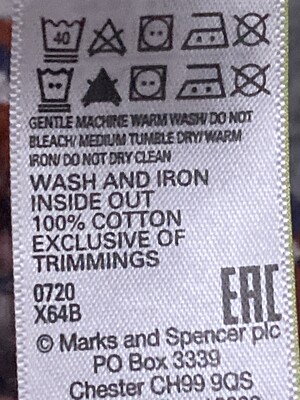 40
GENTLE MACHINE WARM WASH/ DO NOT
BLEACH/ MEDIUM TUMBLE DRY/ WARM
IRON/ DO NOT DRY CLEAN
WASH AND IRON
INSIDE OUT
100% COTTON
EXCLUSIVE OF
TRIMMINGS
0720
X64B
EAC
© Marks and Spencer plc
PO Box 3339
Chester CH99 9QS